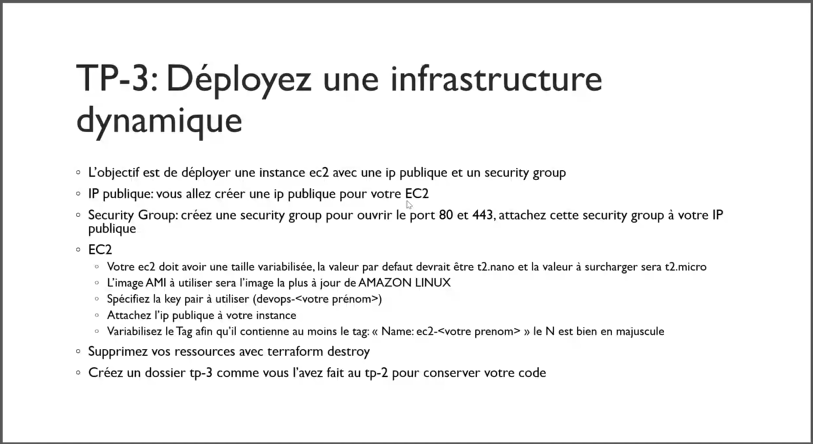 TP-3: Déployez une infrastructure
dynamique
L'objectif est de déployer une instance ec2 avec une ip publique et un security group
IP publique: vous allez créer une ip publique pour votre EC2
Security Group: créez une security group pour ouvrir le port 80 et 443, attachez cette security group à votre IP
publique
EC2
Votre ec2 doit avoir une taille variabilisée, la valeur par defaut devrait être t2.nano et la valeur à surcharger sera t2.micro
L'image AMI à utiliser sera l'image la plus à jour de AMAZON LINUX
Spécifiez la key pair à utiliser (devops-<votre prénom>)
Attachez l'ip publique à votre instance
Variabilisez le Tag afin qu'il contienne au moins le tag: « Name: ec2-<votre prenom> » le N est bien en majuscule
Supprimez vos ressources avec terraform destroy
Créez un dossier tp-3 comme vous l'avez fait au tp-2 pour conserver votre code